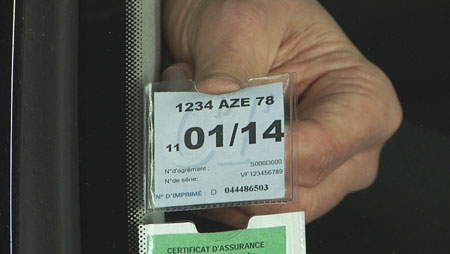 1234 AZE 78
11 01/14
N°d'agrément: S000D000
N° de série: VF123456789
N° D'IMPRIMÉ: D 044486503
CERTIFICAT D'ASSURANCE